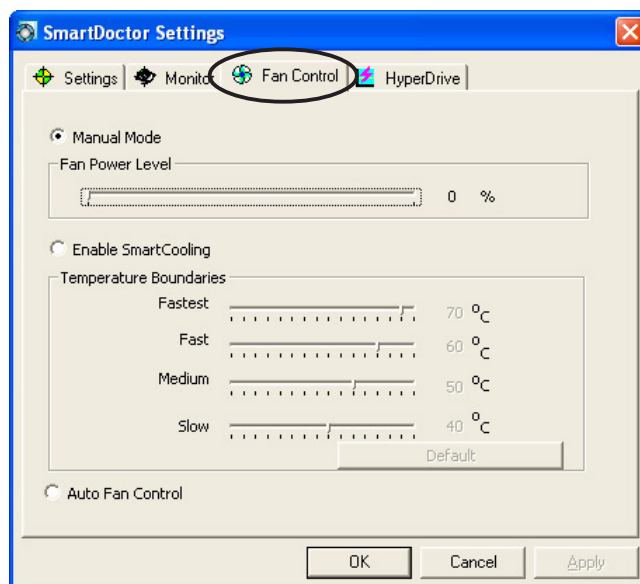 SmartDoctor Settings
Settings Monitor Fan Control HyperDrive
Manual Mode
Fan Power Level
0 %
Enable SmartCooling
Temperature Boundaries
Fastest 70 °C
Fast 60 °C
Medium 50 °C
Slow 40 °C
Default
Auto Fan Control
OK Cancel Apply